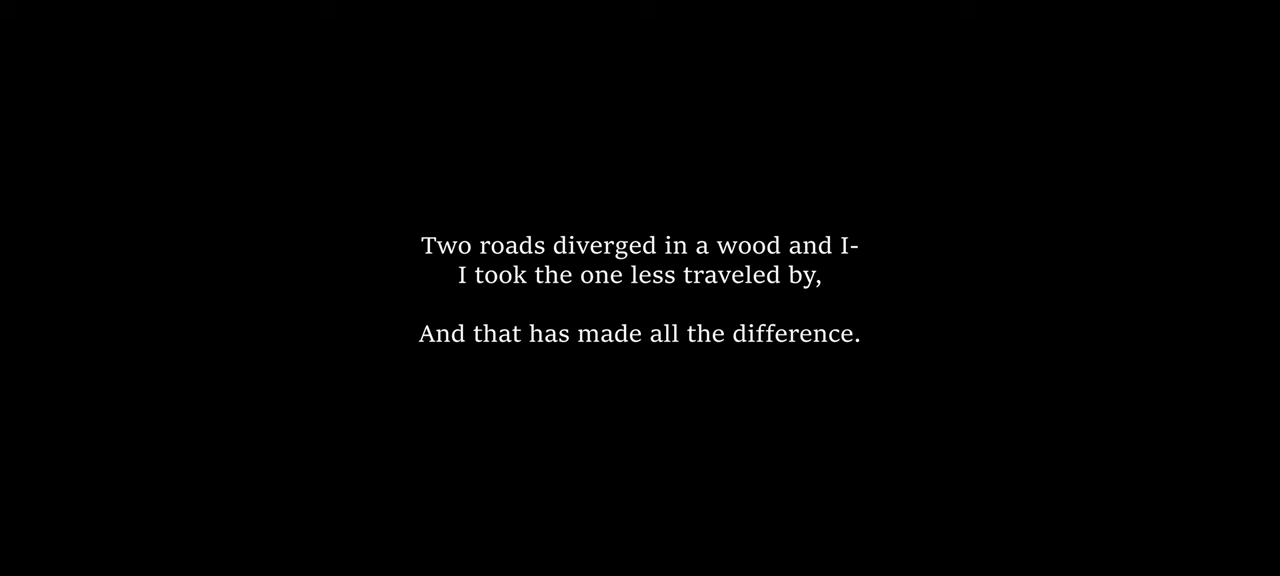 Two roads diverged in a wood and I-
I took the one less traveled by,
And that has made all the difference.